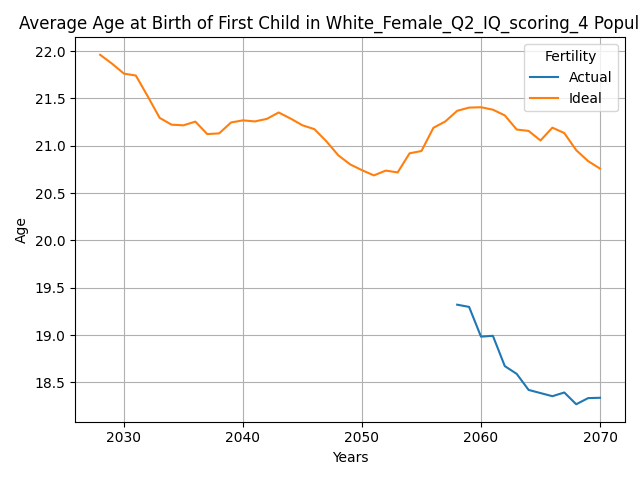 Average Age at Birth of First Child in White_Female_Q2_IQ_scoring_4 Popul
Fertility
Actual
Ideal
22.0
21.5
21.0
20.5
20.0
19.5
19.0
18.5
Age
2030 2040 2050 2060 2070
Years